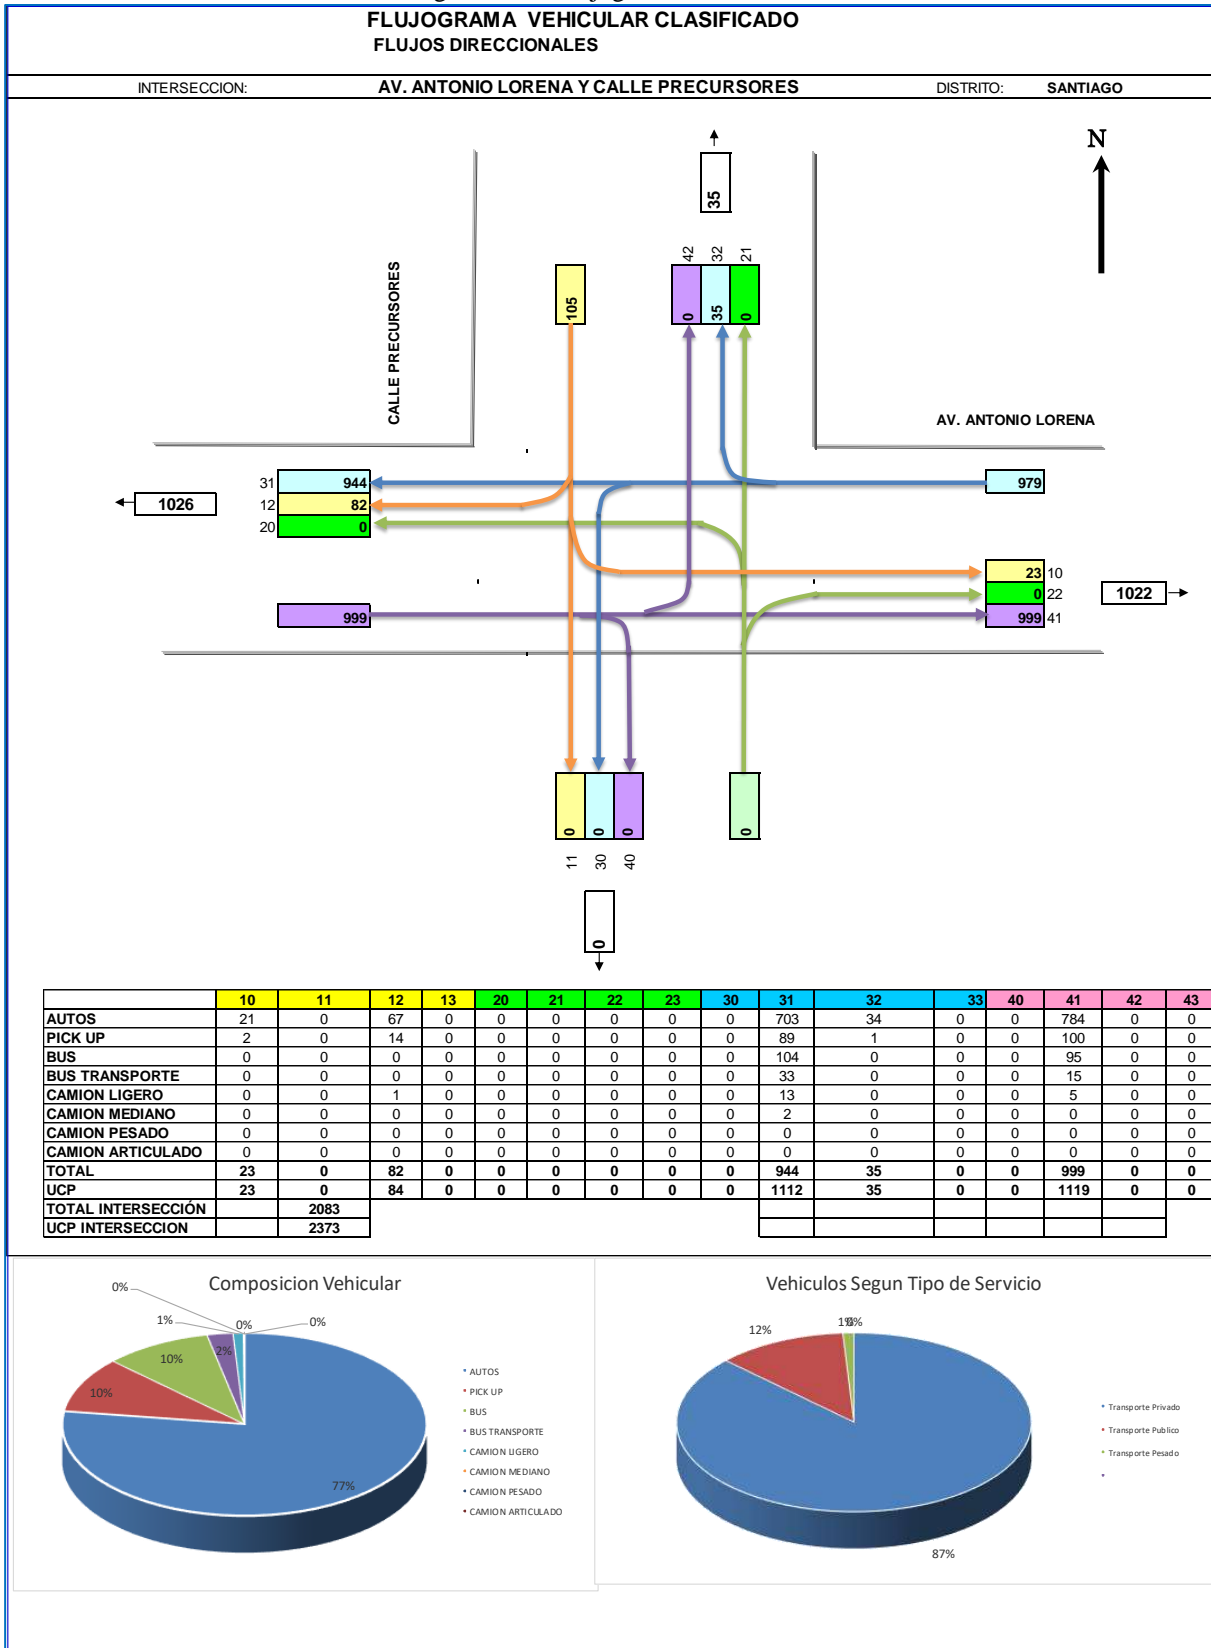 FLUJOGRAMA VEHICULAR CLASIFICADO
FLUJOS DIRECCIONALES
INTERSECCION: AV. ANTONIO LORENA Y CALLE PRECURSORES DISTRITO: SANTIAGO
N
35
42 32 21
105 0 35 0
CALLE PRECURSORES
AV. ANTONIO LORENA
31 944 979
1026 12 82
20 0
23 10
0 22 1022
999 999 41
0 0 0 0
11 30 40
0
10 11 12 13 20 21 22 23 30 31 32 33 40 41 42 43
AUTOS 21 0 67 0 0 0 0 0 0 703 34 0 0 784 0 0
PICK UP 2 0 14 0 0 0 0 0 0 89 1 0 0 100 0 0
BUS 0 0 0 0 0 0 0 0 0 104 0 0 0 95 0 0
BUS TRANSPORTE 0 0 0 0 0 0 0 0 0 33 0 0 0 15 0 0
CAMION LIGERO 0 0 1 0 0 0 0 0 0 13 0 0 0 5 0 0
CAMION MEDIANO 0 0 0 0 0 0 0 0 0 2 0 0 0 0 0 0
CAMION PESADO 0 0 0 0 0 0 0 0 0 0 0 0 0 0 0 0
CAMION ARTICULADO 0 0 0 0 0 0 0 0 0 0 0 0 0 0 0 0
TOTAL 23 0 82 0 0 0 0 0 0 944 35 0 0 999 0 0
UCP 23 0 84 0 0 0 0 0 0 1112 35 0 0 1119 0 0
TOTAL INTERSECCIÓN 2083
UCP INTERSECCION 2373
Composicion Vehicular
0%
1% 0% 0%
10% 2%
10%
77%
AUTOS
PICK UP
BUS
BUS TRANSPORTE
CAMION LIGERO
CAMION MEDIANO
CAMION PESADO
CAMION ARTICULADO
Vehiculos Segun Tipo de Servicio
12% 1% 0%
87%
Transporte Privado
Transporte Publico
Transporte Pesado